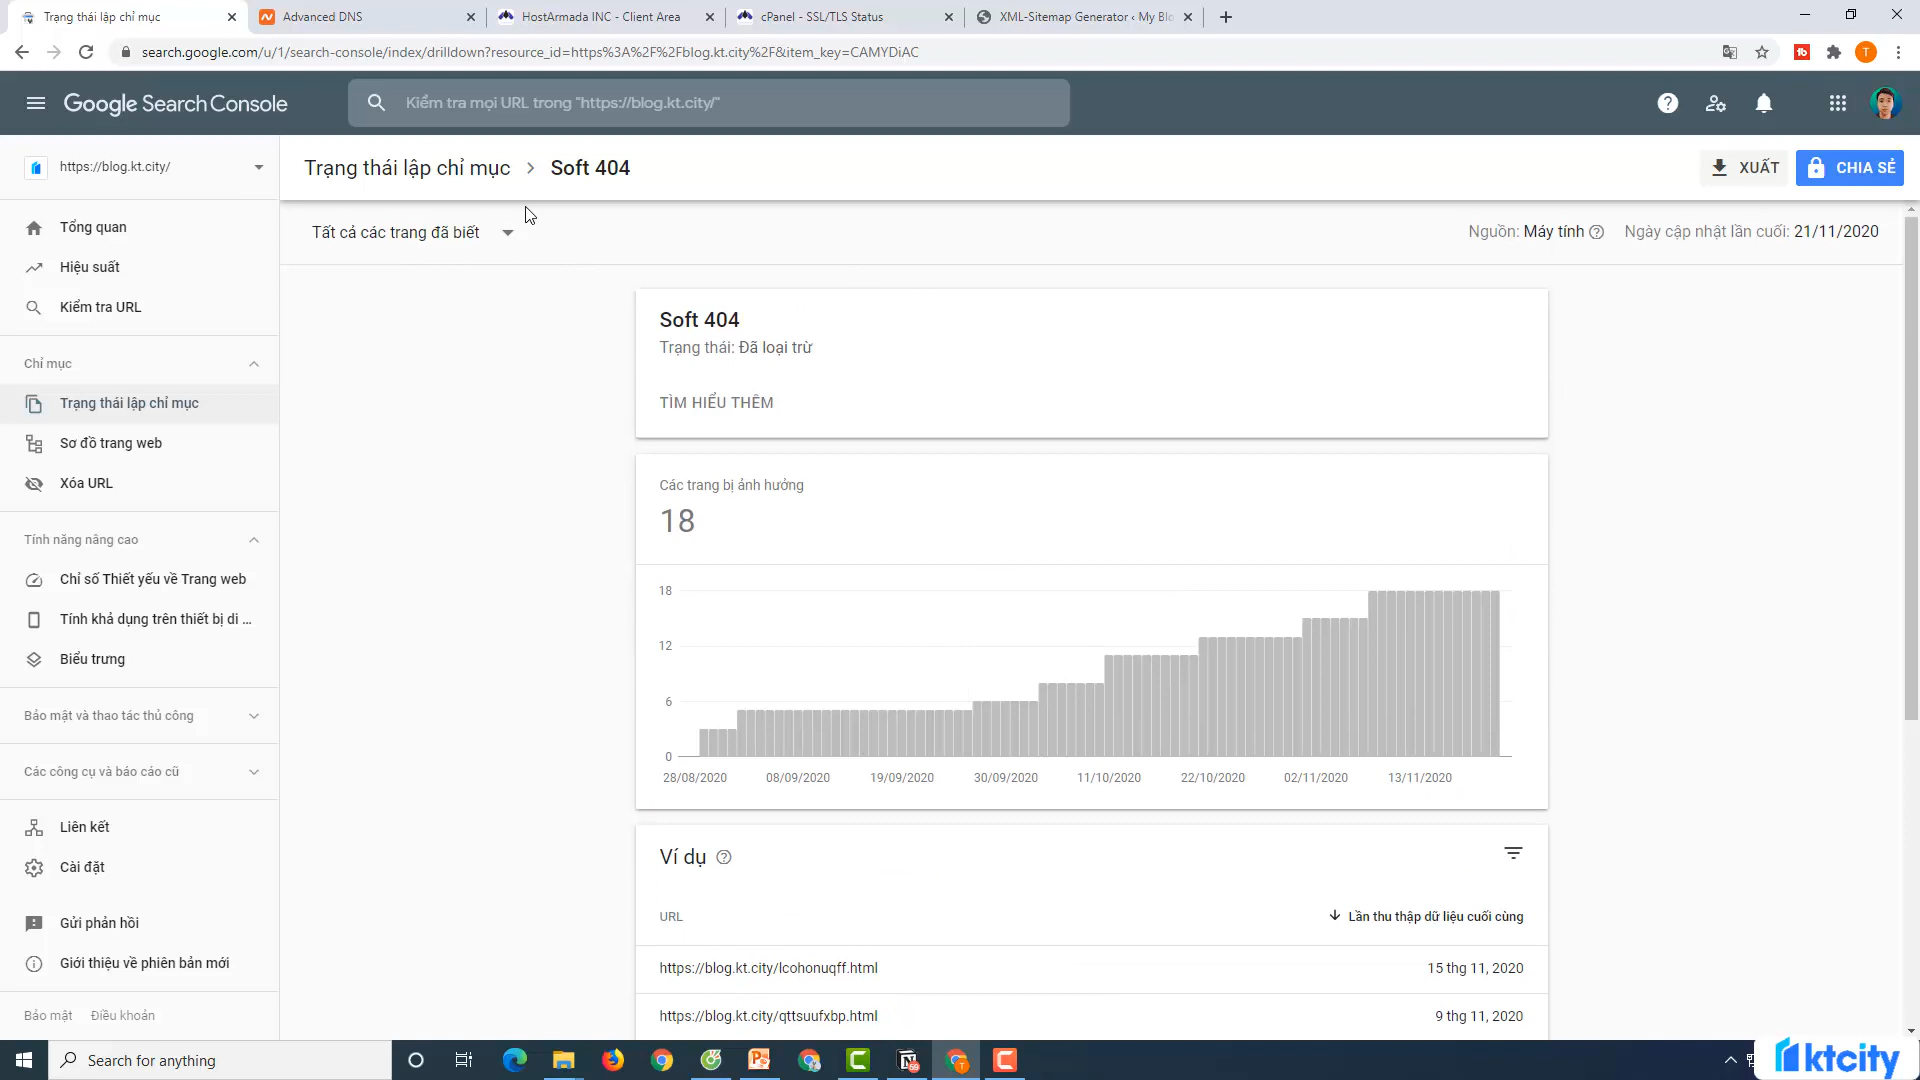 Trạng thái lập chỉ mục
Advanced DNS
HostArmada INC - Client Area
cPanel - SSL/TLS Status
XML-Sitemap Generator ‹ My Blo
search.google.com/u/1/search-console/index/drilldown?resource_id=https%3A%2F%2Fblog.kt.city%2F&item_key=CAMYDiAC
T
Google Search Console
Kiểm tra mọi URL trong "https://blog.kt.city/"
https://blog.kt.city/
Trạng thái lập chỉ mục > Soft 404
XUẤT
CHIA SẺ
Tất cả các trang đã biết
Nguồn: Máy tính
Ngày cập nhật lần cuối: 21/11/2020
Tổng quan
Hiệu suất
Kiểm tra URL
Chỉ mục
Trạng thái lập chỉ mục
Sơ đồ trang web
Xóa URL
Tính năng nâng cao
Chỉ số Thiết yếu về Trang web
Tính khả dụng trên thiết bị di ...
Biểu trưng
Bảo mật và thao tác thủ công
Các công cụ và báo cáo cũ
Liên kết
Cài đặt
Gửi phản hồi
Giới thiệu về phiên bản mới
Bảo mật Điều khoản
Soft 404
Trạng thái: Đã loại trừ
TÌM HIỂU THÊM
Các trang bị ảnh hưởng
18
18
12
6
0
28/08/2020 08/09/2020 19/09/2020 30/09/2020 11/10/2020 22/10/2020 02/11/2020 13/11/2020
Ví dụ
URL
Lần thu thập dữ liệu cuối cùng
https://blog.kt.city/lcohonuqff.html 15 thg 11, 2020
https://blog.kt.city/qttsuufxbp.html 9 thg 11, 2020
Search for anything
ktcity